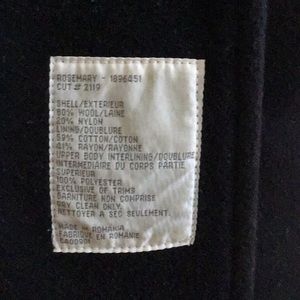 ROSEMARY - 1896451
CUT # 2119
SHELL/EXTERIEUR
80% WOOL/LAINE
20% NYLON
LINING/DOUBLURE
59% COTTON/COTON
41% RAYON/RAYONNE
UPPER BODY INTERLINING/DOUBLURE
INTERMEDIAIRE DU CORPS PARTIE
SUPERIEUR
100% POLYESTER
EXCLUSIVE OF TRIMS
GARNITURE NON COMPRISE
DRY CLEAN ONLY
NETTOYER A SEC SEULEMENT.
MADE IN ROMANIA
FABRIQUE EN ROMANIE